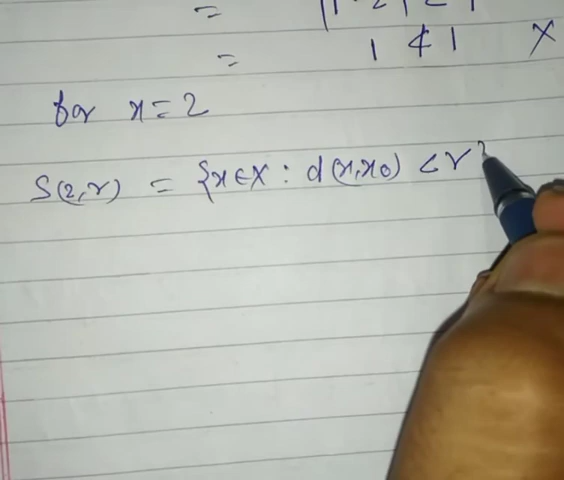 =
= 1 ≮ 1 ✗
for x = 2
S(2,r) = {x∈X : d(x,x₀) < r}